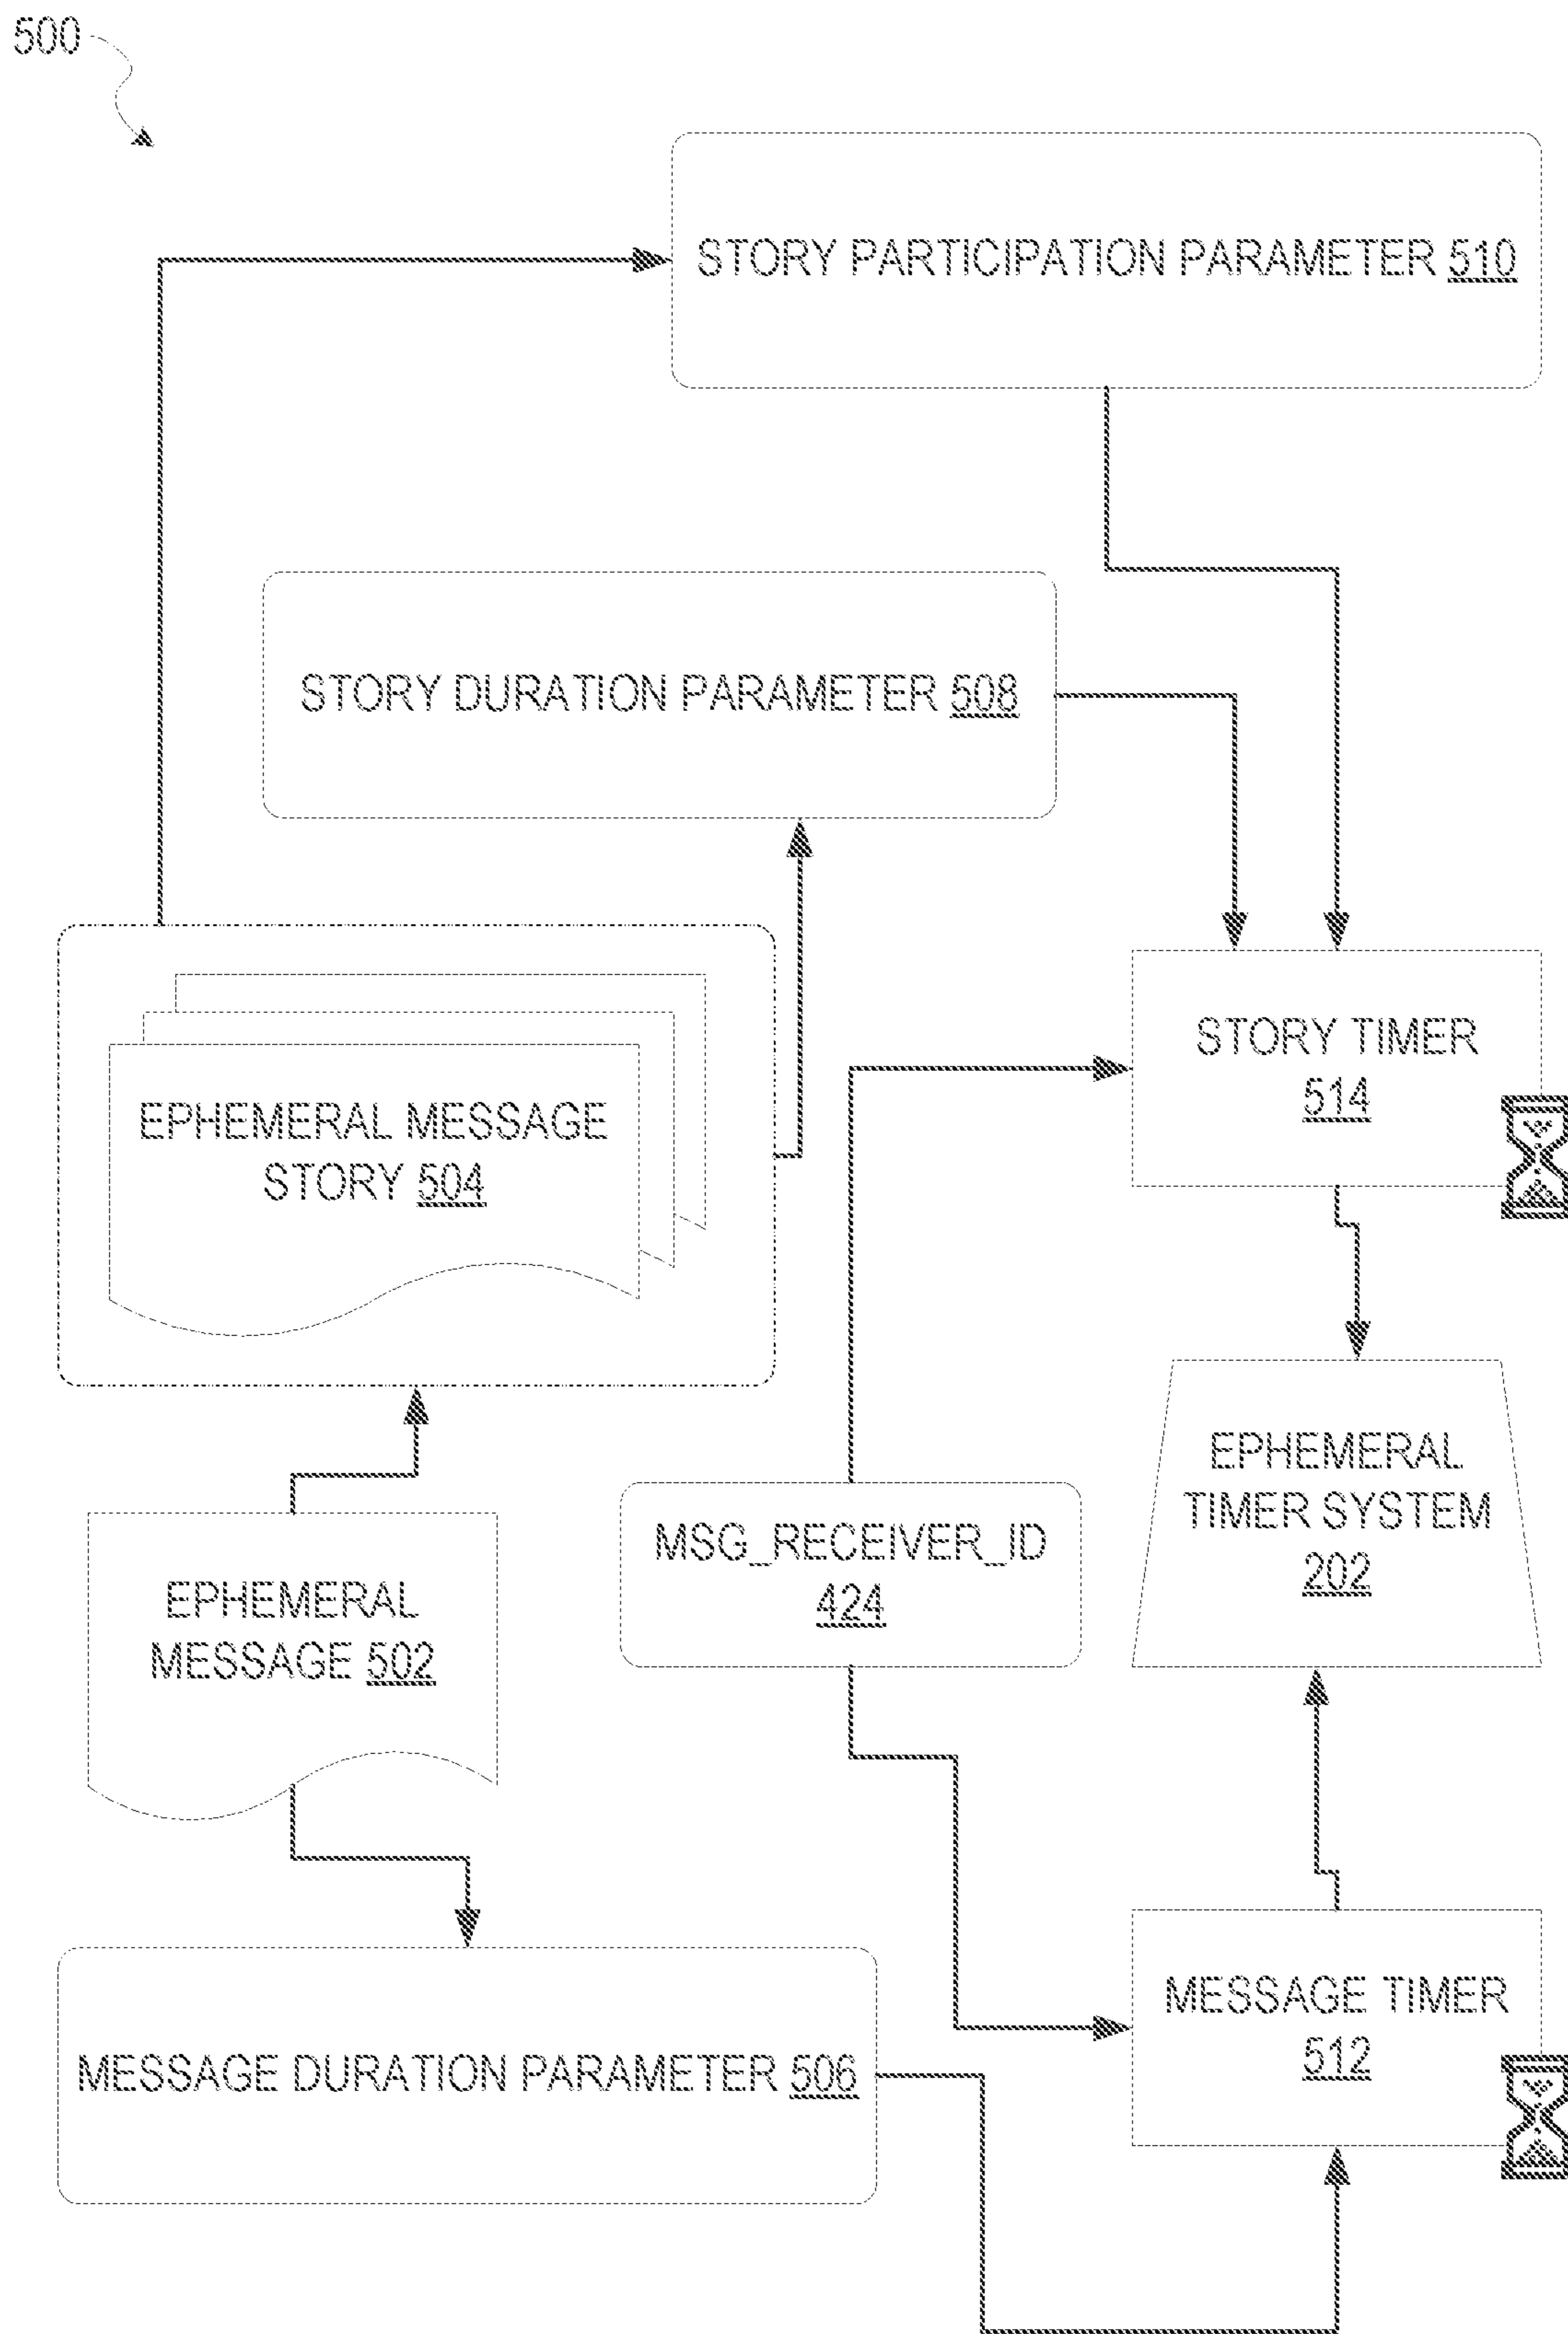 500
STORY PARTICIPATION PARAMETER 510
STORY DURATION PARAMETER 508
STORY TIMER
514
EPHEMERAL MESSAGE
STORY 504
EPHEMERAL
TIMER SYSTEM
202
MSG_RECEIVER_ID
424
EPHEMERAL
MESSAGE 502
MESSAGE TIMER
512
MESSAGE DURATION PARAMETER 506